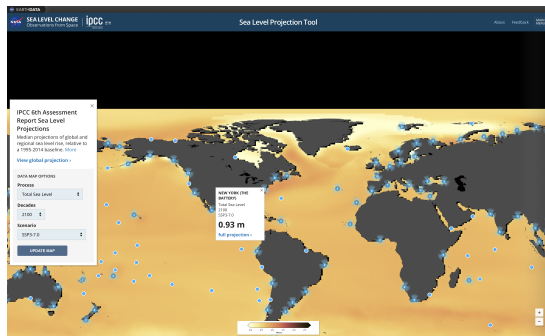 EARTHDATA
NASA
SEA LEVEL CHANGE
Observations from Space
ipcc
Sea Level Projection Tool
About
Feedback
×
IPCC 6th Assessment
Report Sea Level
Projections
Median projections of global and
regional sea level rise, relative to
a 1995-2014 baseline. More
View global projection ›
DATA MAP OPTIONS
Process
Total Sea Level
Decades
2100
Scenario
SSP3-7.0
UPDATE MAP
×
NEW YORK (THE
BATTERY)
Total Sea Level
2100
SSP3-7.0
0.93 m
Full projection ›
+
−